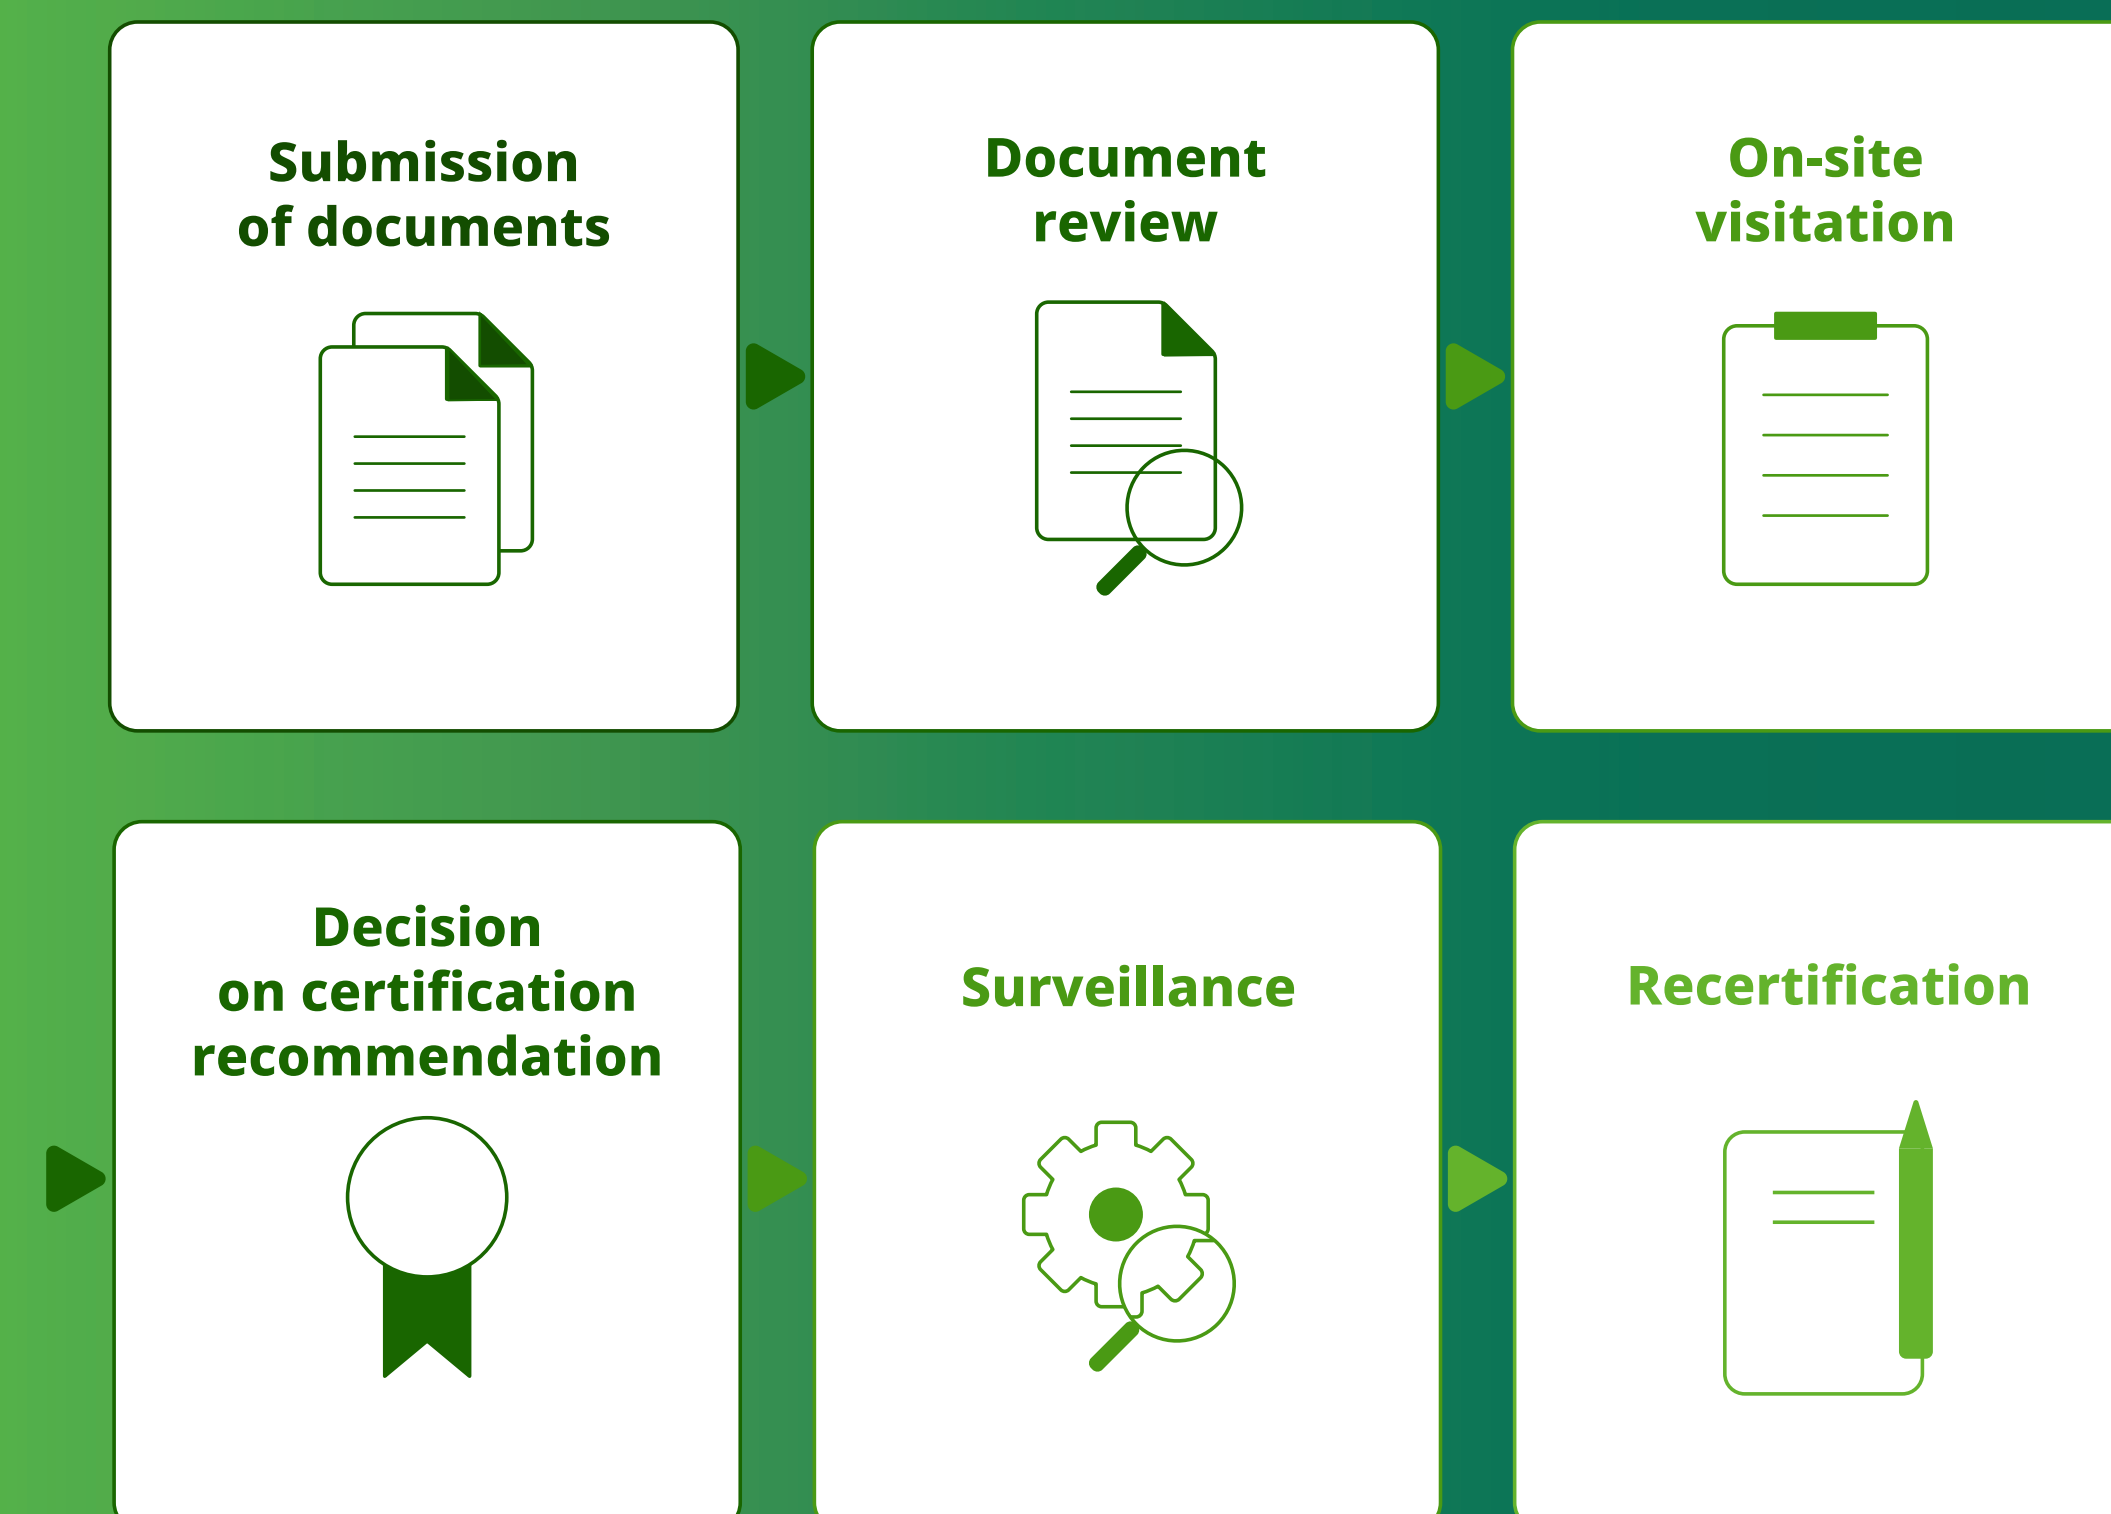 Submission
of documents
Document
review
On-site
visitation
Decision
on certification
recommendation
Surveillance
Recertification